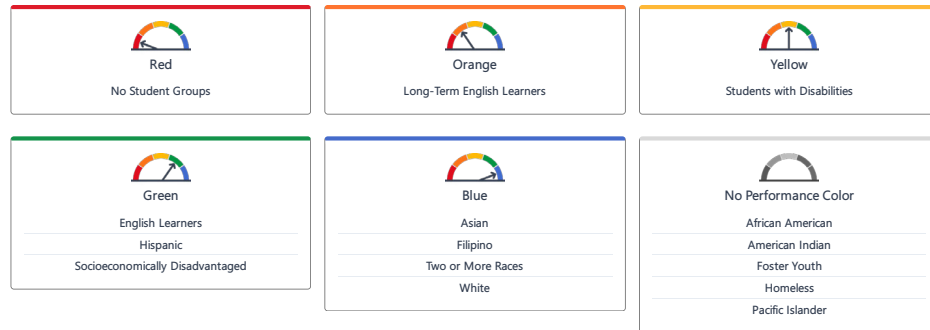 Red
No Student Groups
Orange
Long-Term English Learners
Yellow
Students with Disabilities
Green
English Learners
Hispanic
Socioeconomically Disadvantaged
Blue
Asian
Filipino
Two or More Races
White
No Performance Color
African American
American Indian
Foster Youth
Homeless
Pacific Islander